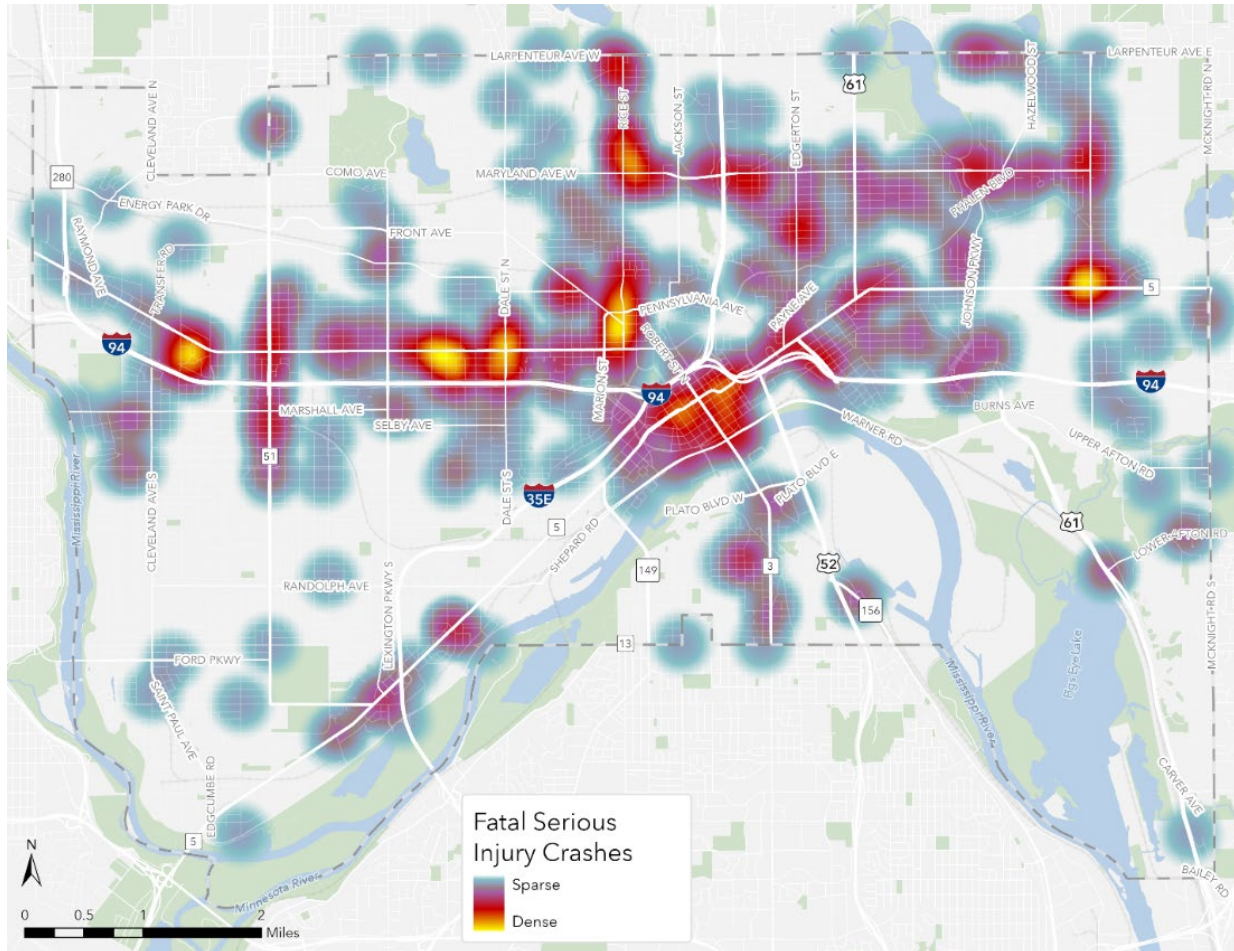 LARPENTEUR AVE W
LARPENTEUR AVE E
61
CLEVELAND AVE N
RICE ST
JACKSON ST
EDGERTON ST
HAZELWOOD ST
MCKNIGHT RD N
280
COMO AVE
MARYLAND AVE W
PHALEN BLVD
ENERGY PARK DR
RAYMOND AVE
FRONT AVE
TRANSFER RD
DALE ST N
PENNSYLVANIA AVE
PAYNE AVE
JOHNSON PKWY
5
94
MARION ST
ROBERT ST N
94
94
MARSHALL AVE
SELBY AVE
BURNS AVE
WARNER RD
UPPER AFTON RD
51
Mississippi River
CLEVELAND AVE S
DALE ST S
35E
5
SHEPARD RD
PLATO BLVD W
PLATO BLVD E
61
LOWER AFTON RD
RANDOLPH AVE
149
3
52
156
LEXINGTON PKWY S
MCKNIGHT RD S
FORD PKWY
13
SAINT PAUL AVE
Mississippi River
Pigs Eye Lake
EDGCUMBE RD
CARVER AVE
5
BAILEY RD
Minnesota River
Fatal Serious
Injury Crashes
Sparse
Dense
N
0 0.5 1 2
Miles